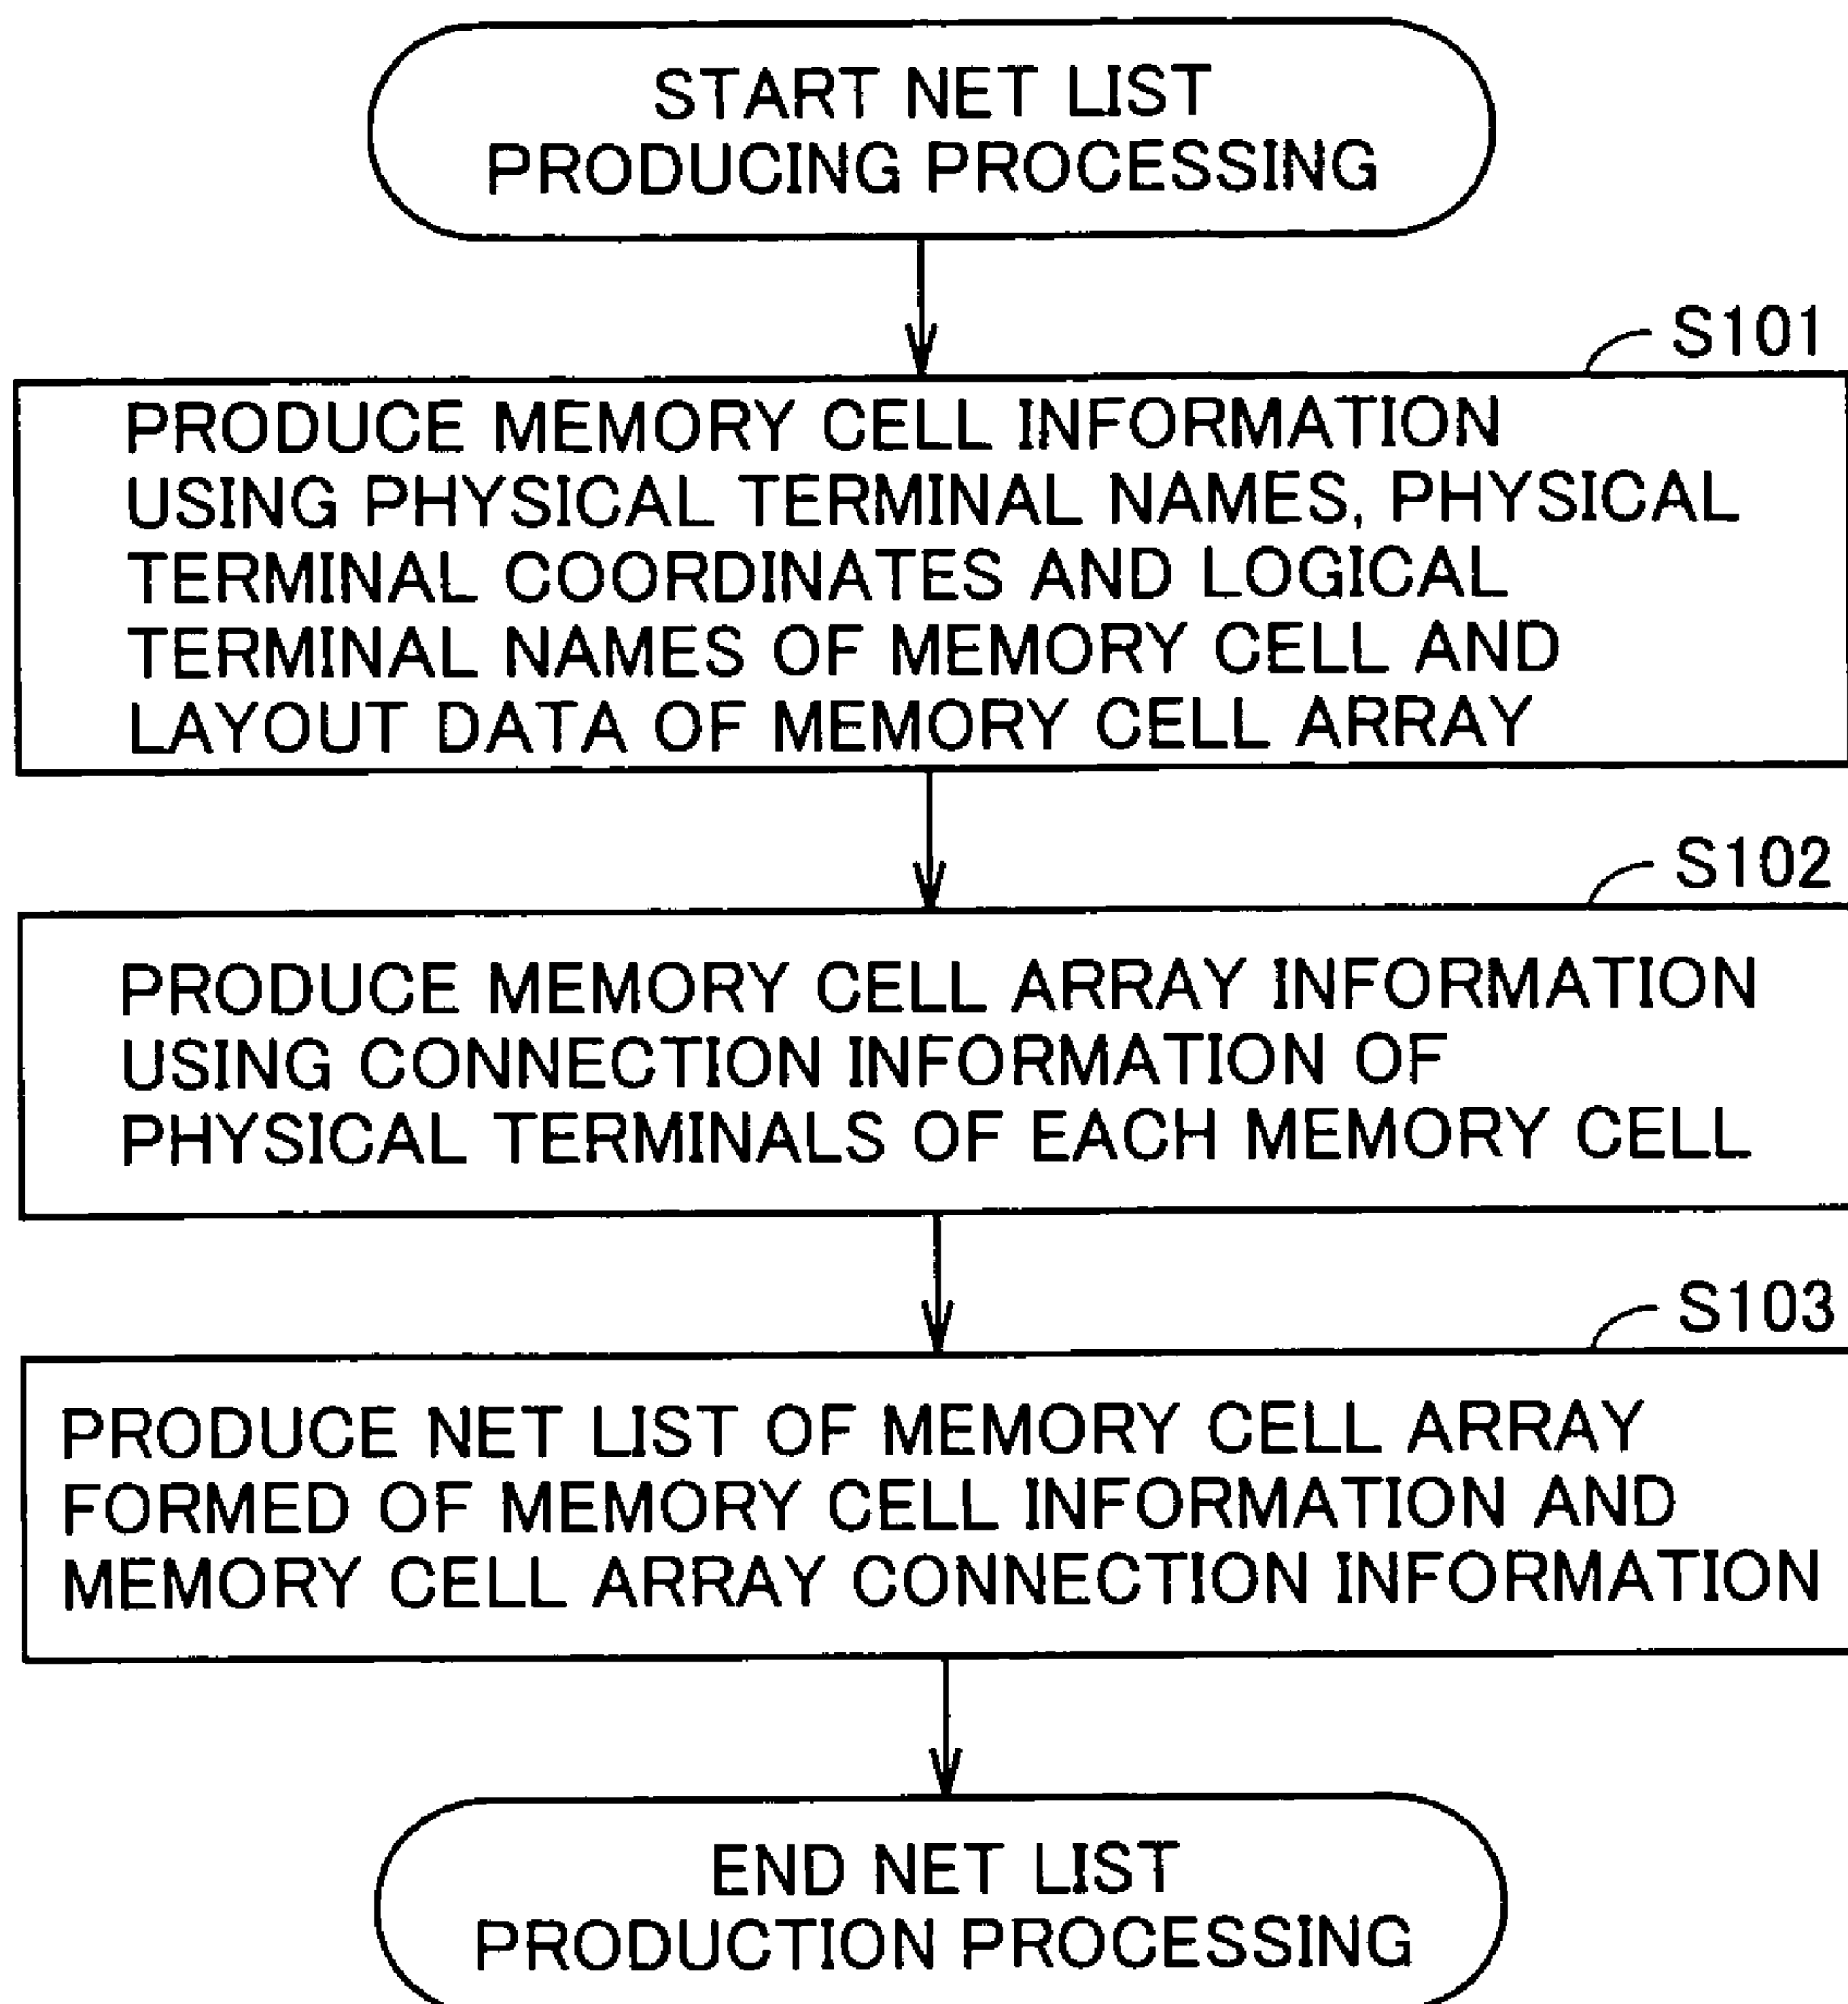 START NET LIST
PRODUCING PROCESSING
S101
PRODUCE MEMORY CELL INFORMATION
USING PHYSICAL TERMINAL NAMES, PHYSICAL
TERMINAL COORDINATES AND LOGICAL
TERMINAL NAMES OF MEMORY CELL AND
LAYOUT DATA OF MEMORY CELL ARRAY
S102
PRODUCE MEMORY CELL ARRAY INFORMATION
USING CONNECTION INFORMATION OF
PHYSICAL TERMINALS OF EACH MEMORY CELL
S103
PRODUCE NET LIST OF MEMORY CELL ARRAY
FORMED OF MEMORY CELL INFORMATION AND
MEMORY CELL ARRAY CONNECTION INFORMATION
END NET LIST
PRODUCTION PROCESSING